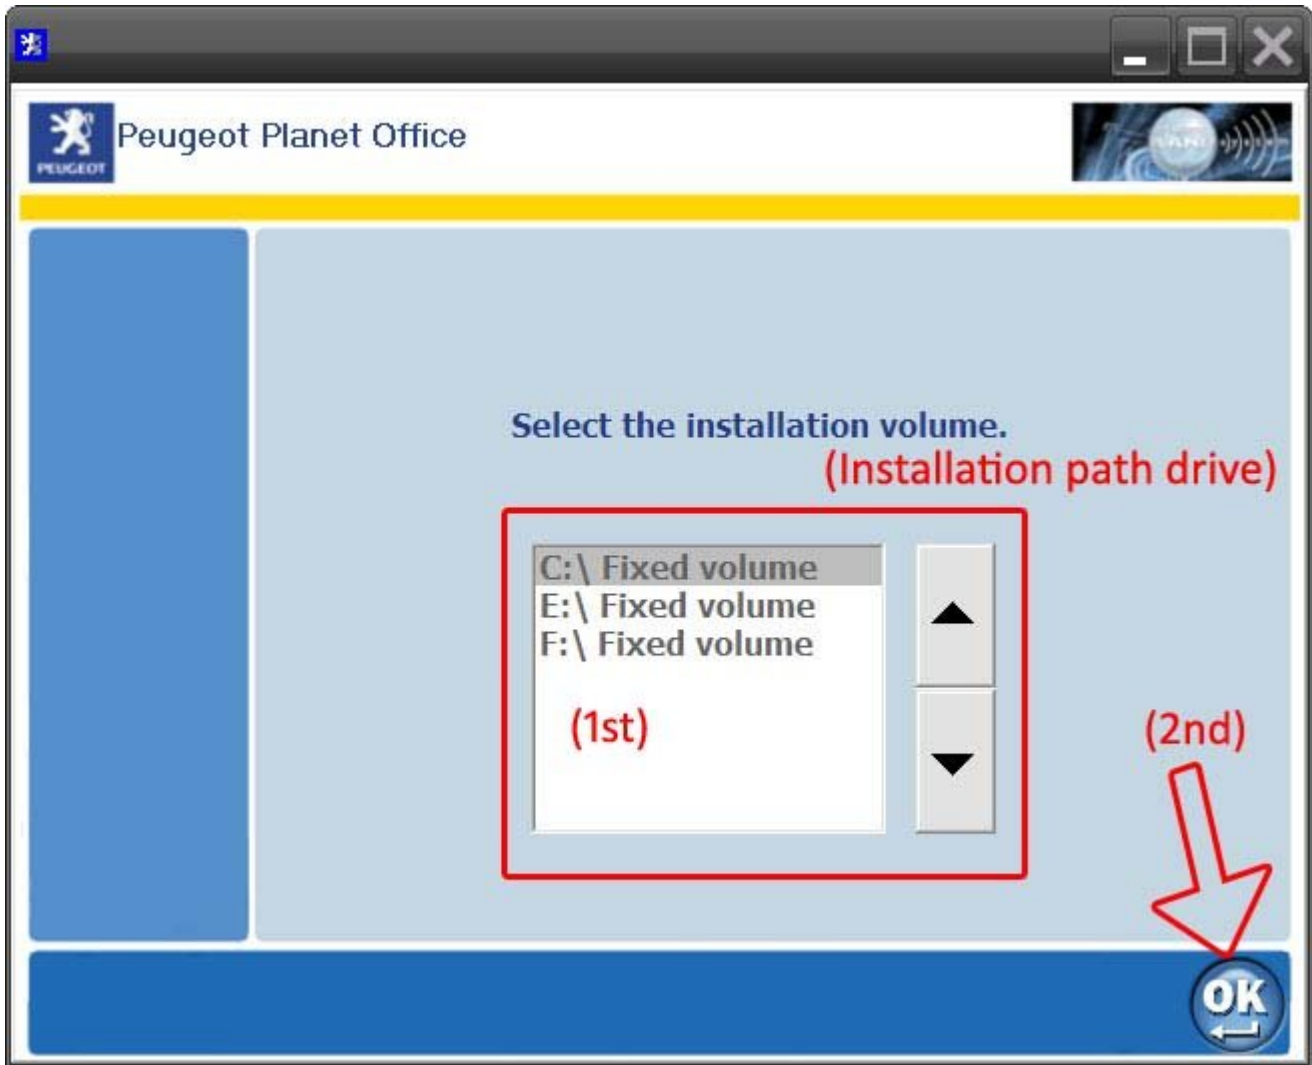 PEUGEOT
Peugeot Planet Office
Select the installation volume.
(Installation path drive)
C:\ Fixed volume
E:\ Fixed volume
F:\ Fixed volume
(1st)
(2nd)
OK